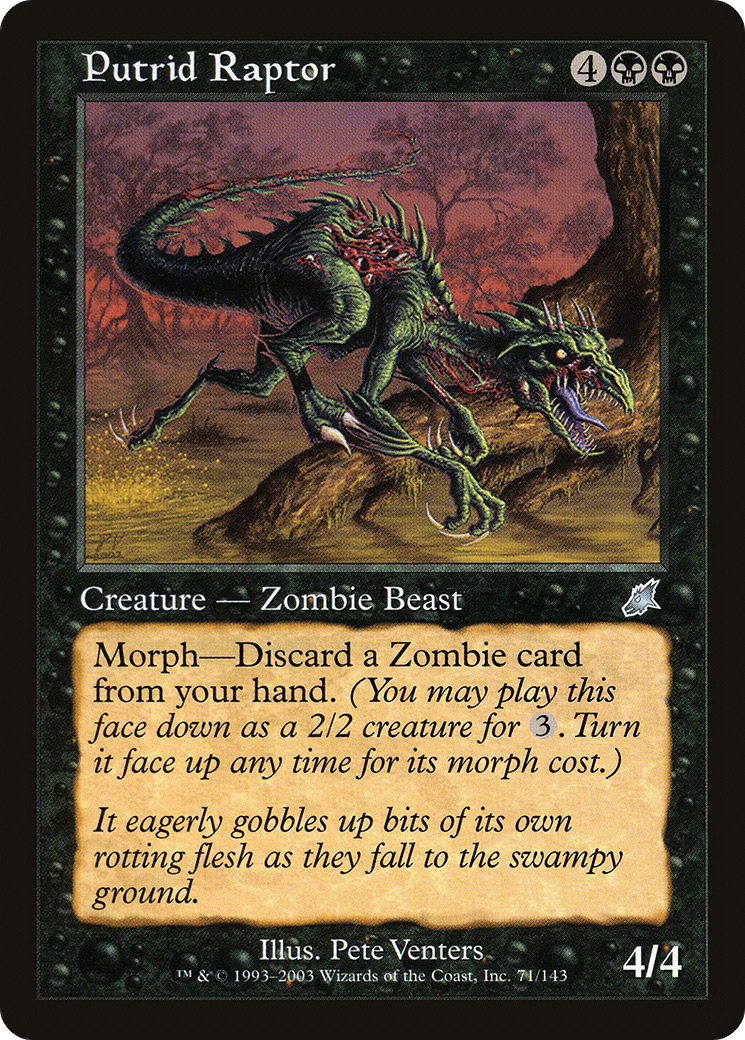 Putrid Raptor 4
Creature — Zombie Beast
Morph—Discard a Zombie card
from your hand. (You may play this
face down as a 2/2 creature for 3. Turn
it face up any time for its morph cost.)
It eagerly gobbles up bits of its own
rotting flesh as they fall to the swampy
ground.
Illus. Pete Venters
™ & © 1993–2003 Wizards of the Coast, Inc. 71/143
4/4